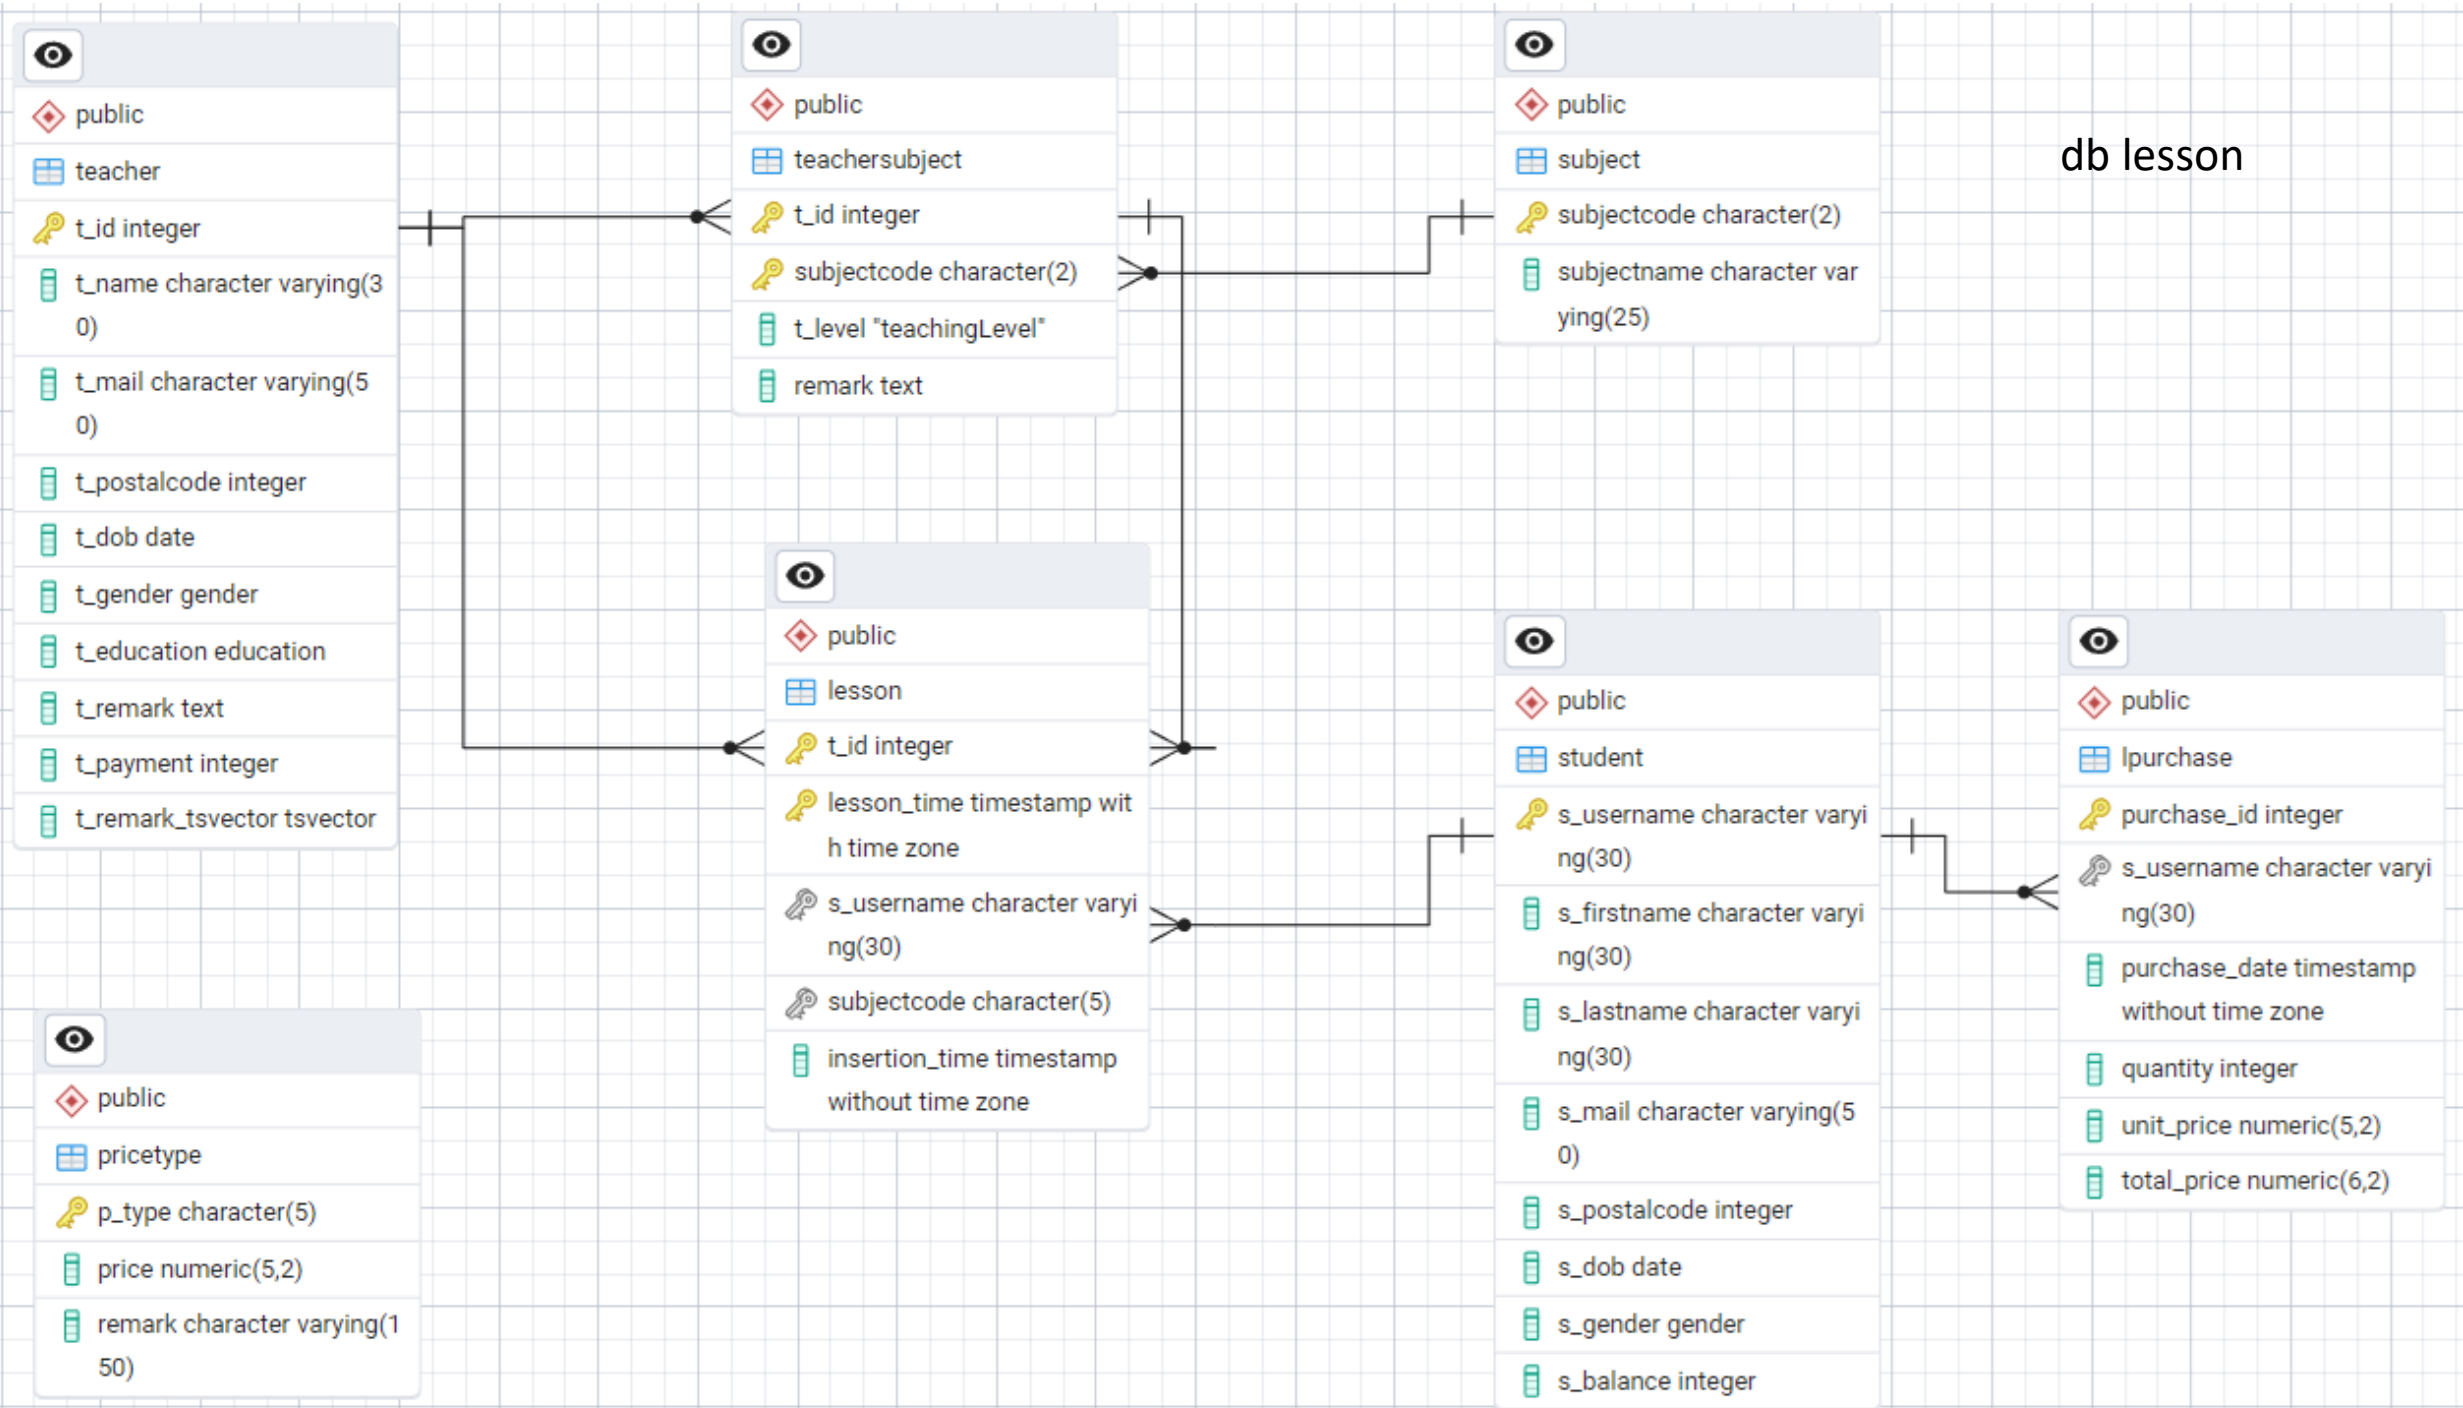 public
teacher
t_id integer
t_name character varying(3
0)
t_mail character varying(5
0)
t_postalcode integer
t_dob date
t_gender gender
t_education education
t_remark text
t_payment integer
t_remark_tsvector tsvector
public
teachersubject
t_id integer
subjectcode character(2)
t_level "teachingLevel"
remark text
public
subject
subjectcode character(2)
subjectname character var
ying(25)
db lesson
public
lesson
t_id integer
lesson_time timestamp wit
h time zone
s_username character varyi
ng(30)
subjectcode character(5)
insertion_time timestamp
without time zone
public
student
s_username character varyi
ng(30)
s_firstname character varyi
ng(30)
s_lastname character varyi
ng(30)
s_mail character varying(5
0)
s_postalcode integer
s_dob date
s_gender gender
s_balance integer
public
lpurchase
purchase_id integer
s_username character varyi
ng(30)
purchase_date timestamp
without time zone
quantity integer
unit_price numeric(5,2)
total_price numeric(6,2)
public
pricetype
p_type character(5)
price numeric(5,2)
remark character varying(1
50)